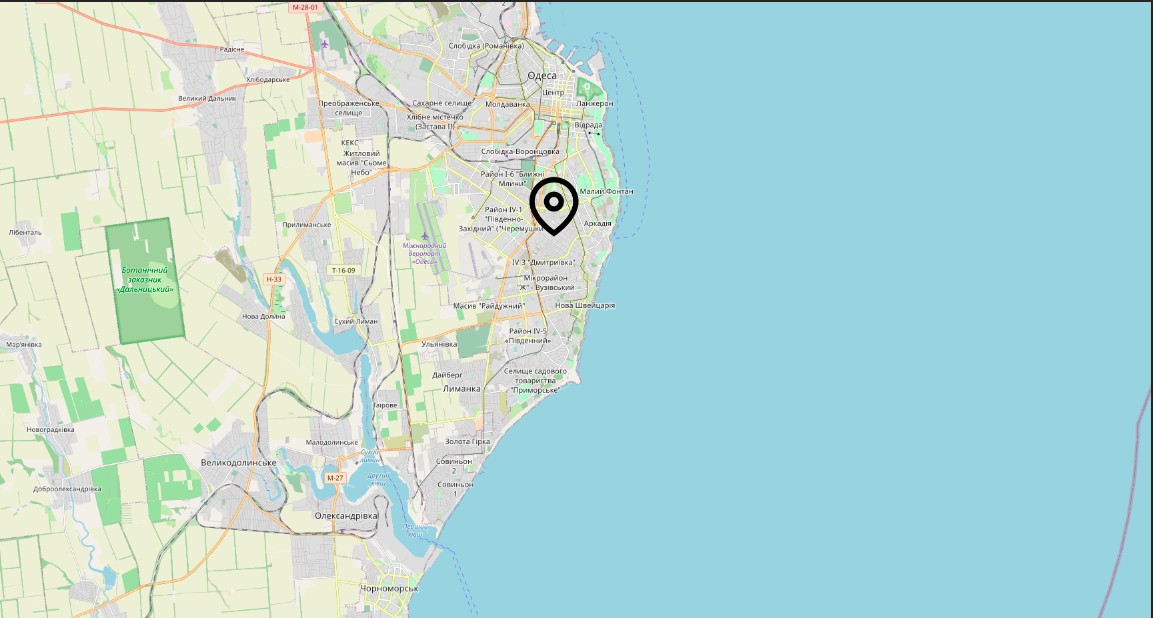 М-28-01
Слобідка (Романівка)
Радісне
Хлібодарське
Одеса
Великий Дальник
Центр
Преображенське
селище
Сахарне селище
Молдаванка
Ланжерон
Хлібне містечко
(Застава II)
Відрада
КЕКС
Житловий
масив "Сьоме
Небо"
Слобідка-Воронцовка
Район І-6 "Ближні
Млини"
Малий Фонтан
Район IV-1
"Південно-
Західний" ("Черемушки
Аркадія
Прилиманське
Лібенталь
Міжнародний
аеропорт
«Одеса»
IV-3 "Дмитріївка"
Т-16-09
Ботанічний
заказник
«Дальницький»
Н-33
Мікрорайон
"Ж" - Вузівський
Масив "Райдужний"
Нова Швейцарія
Нова Долина
Сухий Лиман
Район IV-5
«Південний»
Мар'янівка
Ульянівка
Селище садового
товариства
"Приморське"
Дайберг
Лиманка
Таїрове
Новоградківка
Малодолинське
Золота Гірка
Великодолинське
Совиньон
2
М-27
Доброолександрівка
Совиньон
1
Олександрівка
Чорноморськ